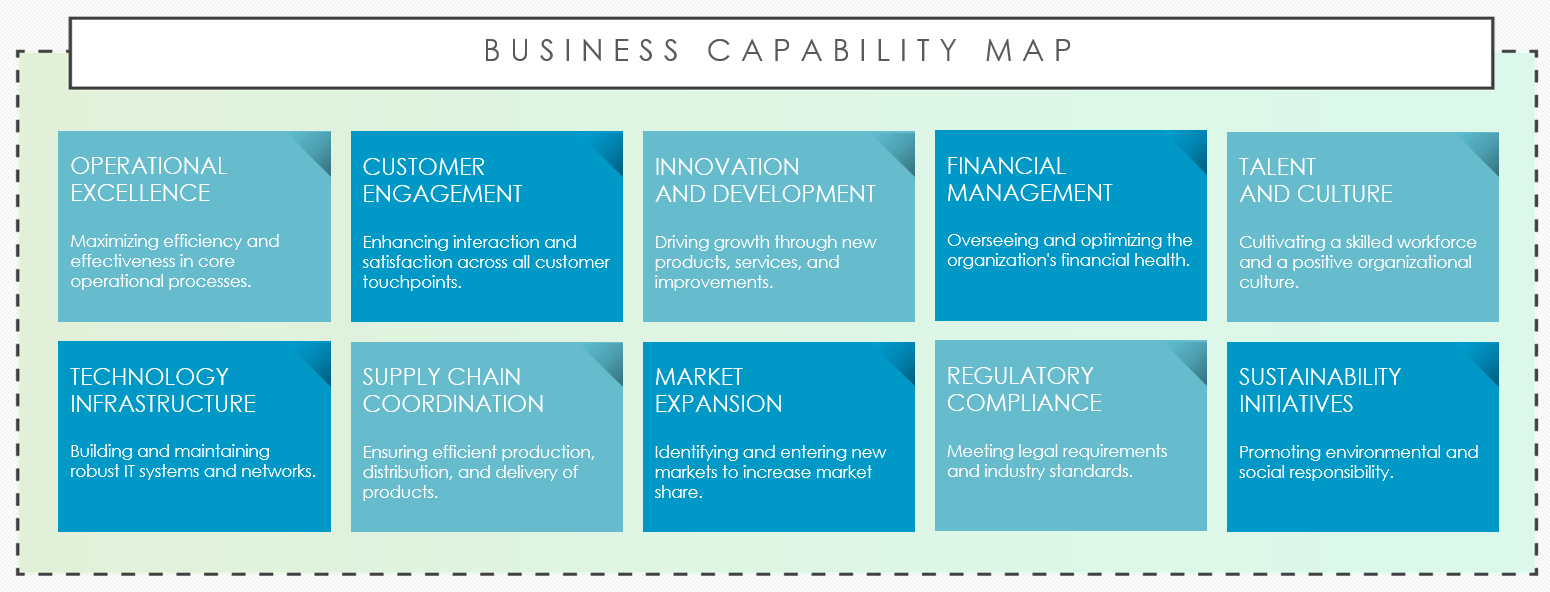 BUSINESS CAPABILITY MAP
OPERATIONAL
EXCELLENCE
Maximizing efficiency and
effectiveness in core
operational processes.
CUSTOMER
ENGAGEMENT
Enhancing interaction and
satisfaction across all customer
touchpoints.
INNOVATION
AND DEVELOPMENT
Driving growth through new
products, services, and
improvements.
FINANCIAL
MANAGEMENT
Overseeing and optimizing the
organization's financial health.
TALENT
AND CULTURE
Cultivating a skilled workforce
and a positive organizational
culture.
TECHNOLOGY
INFRASTRUCTURE
Building and maintaining
robust IT systems and networks.
SUPPLY CHAIN
COORDINATION
Ensuring efficient production,
distribution, and delivery of
products.
MARKET
EXPANSION
Identifying and entering new
markets to increase market
share.
REGULATORY
COMPLIANCE
Meeting legal requirements
and industry standards.
SUSTAINABILITY
INITIATIVES
Promoting environmental and
social responsibility.